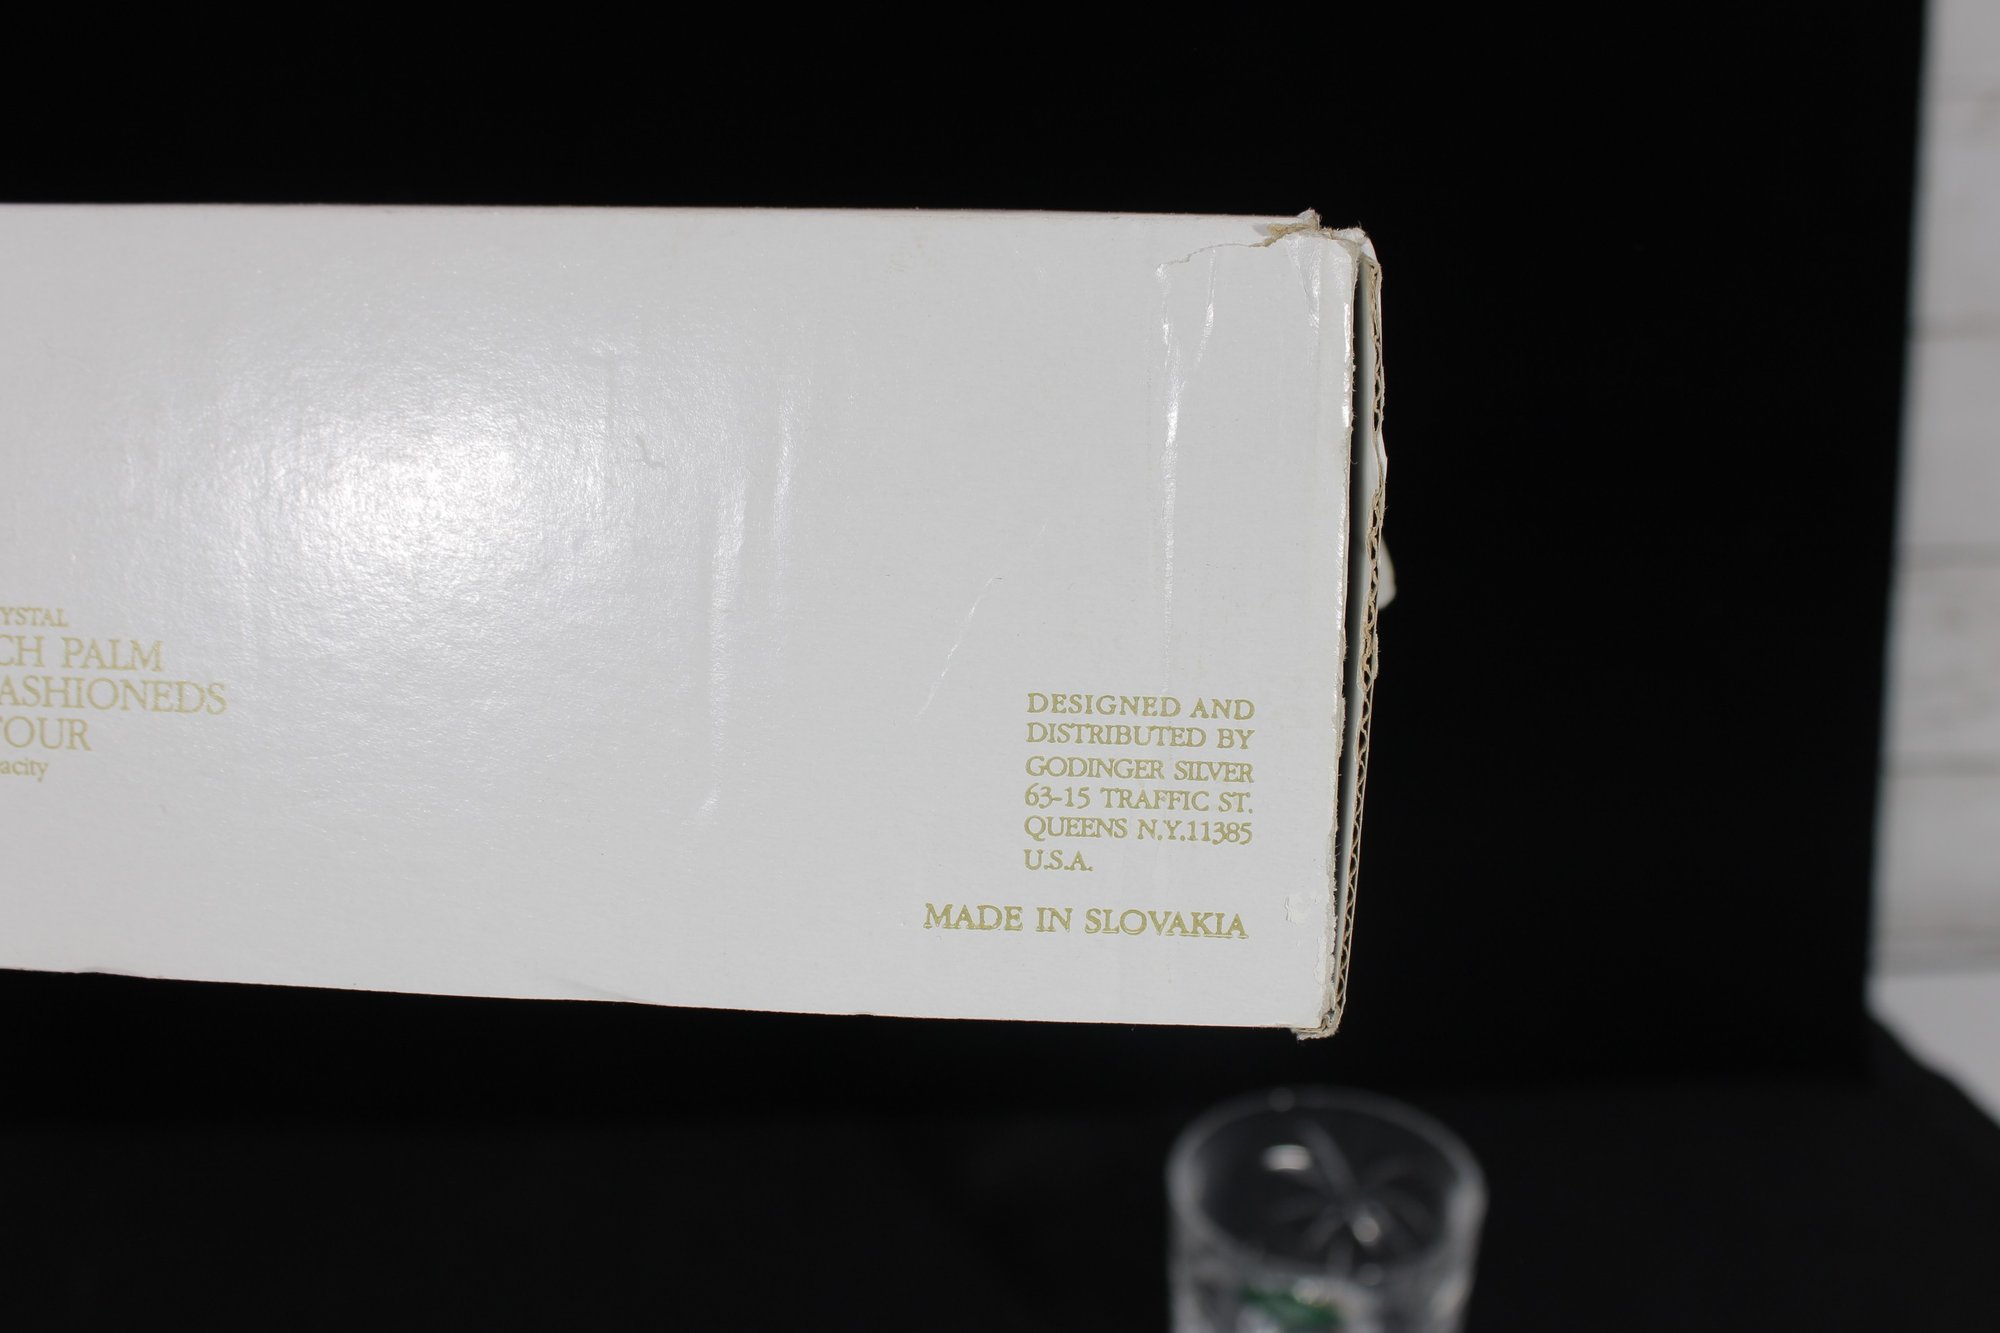 YSTAL
CH PALM
ASHIONEDS
FOUR
acity
DESIGNED AND
DISTRIBUTED BY
GODINGER SILVER
63-15 TRAFFIC ST.
QUEENS N.Y.11385
U.S.A.
MADE IN SLOVAKIA